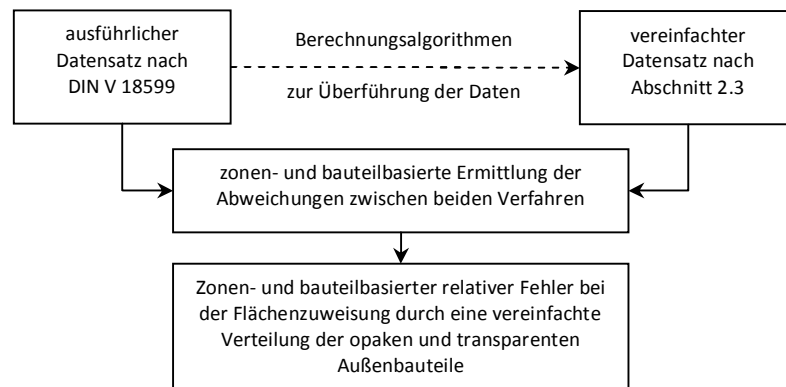 ausführlicher
Datensatz nach
DIN V 18599
Berechnungsalgorithmen
zur Überführung der Daten
vereinfachter
Datensatz nach
Abschnitt 2.3
zonen- und bauteilbasierte Ermittlung der
Abweichungen zwischen beiden Verfahren
Zonen- und bauteilbasierter relativer Fehler bei
der Flächenzuweisung durch eine vereinfachte
Verteilung der opaken und transparenten
Außenbauteile